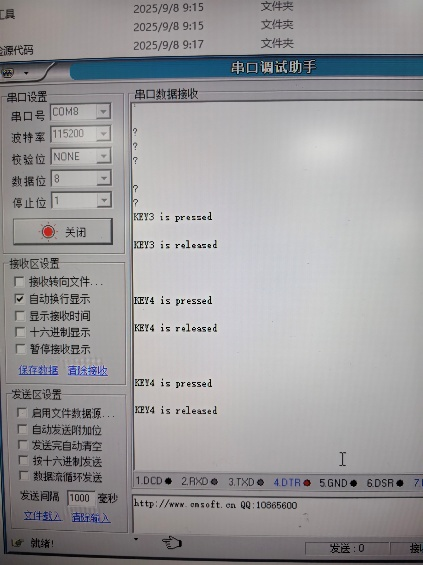 工具
2025/9/8 9:15
文件夹
2025/9/8 9:15
文件夹
源代码
2025/9/8 9:17
文件夹
串口调试助手
串口设置
串口号 COM8
波特率 115200
校验位 NONE
数据位 8
停止位 1
关闭
接收区设置
接收转向文件...
自动换行显示
显示接收时间
十六进制显示
暂停接收显示
保存数据 清除接收
发送区设置
启用文件数据源...
自动发送附加位
发送完自动清空
按十六进制发送
数据流循环发送
发送间隔 1000 毫秒
文件载入 清除输入
就绪!
串口数据接收
?
?
?
?
?
KEY3 is pressed
KEY3 is released
KEY4 is pressed
KEY4 is released
KEY4 is pressed
KEY4 is released
1.DCD 2.RXD 3.TXD 4.DTR 5.GND 6.DSR 7.
http://www.cmsoft.cn QQ:10865600
发送:0
接